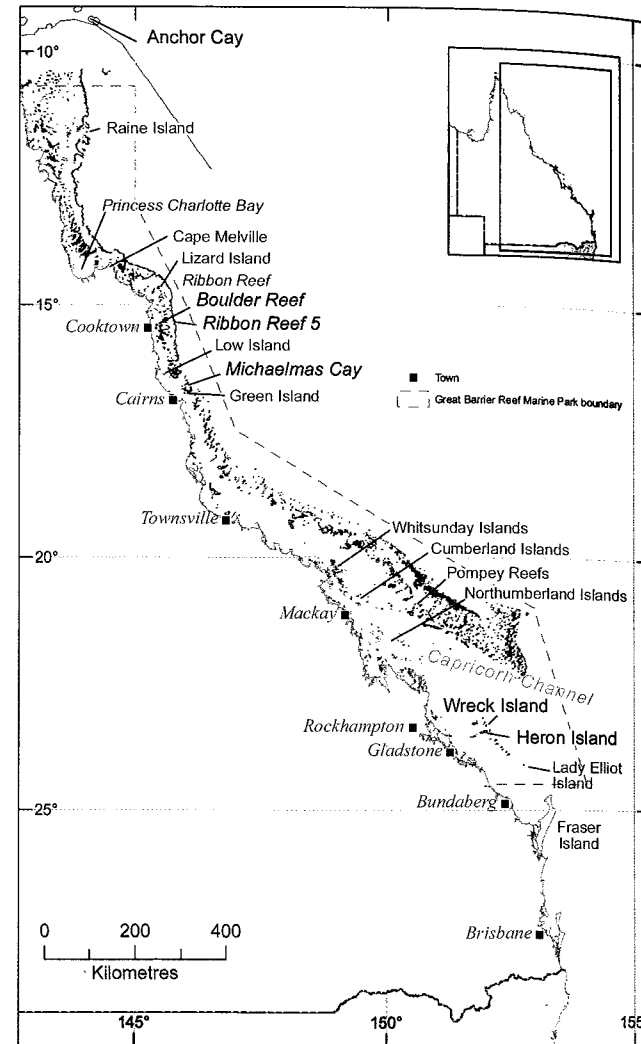 Anchor Cay
10°
Raine Island
Princess Charlotte Bay
Cape Melville
Lizard Island
Ribbon Reef
15°
Boulder Reef
Cooktown
Ribbon Reef 5
Low Island
Michaelmas Cay
Cairns
Green Island
Town
Great Barrier Reef Marine Park boundary
Townsville
Whitsunday Islands
20°
Cumberland Islands
Pompey Reefs
Northumberland Islands
Mackay
Capricorn Channel
Wreck Island
Rockhampton
Heron Island
Gladstone
Lady Elliot
Island
25°
Bundaberg
Fraser
Island
Brisbane
0 200 400
Kilometres
145° 150° 155